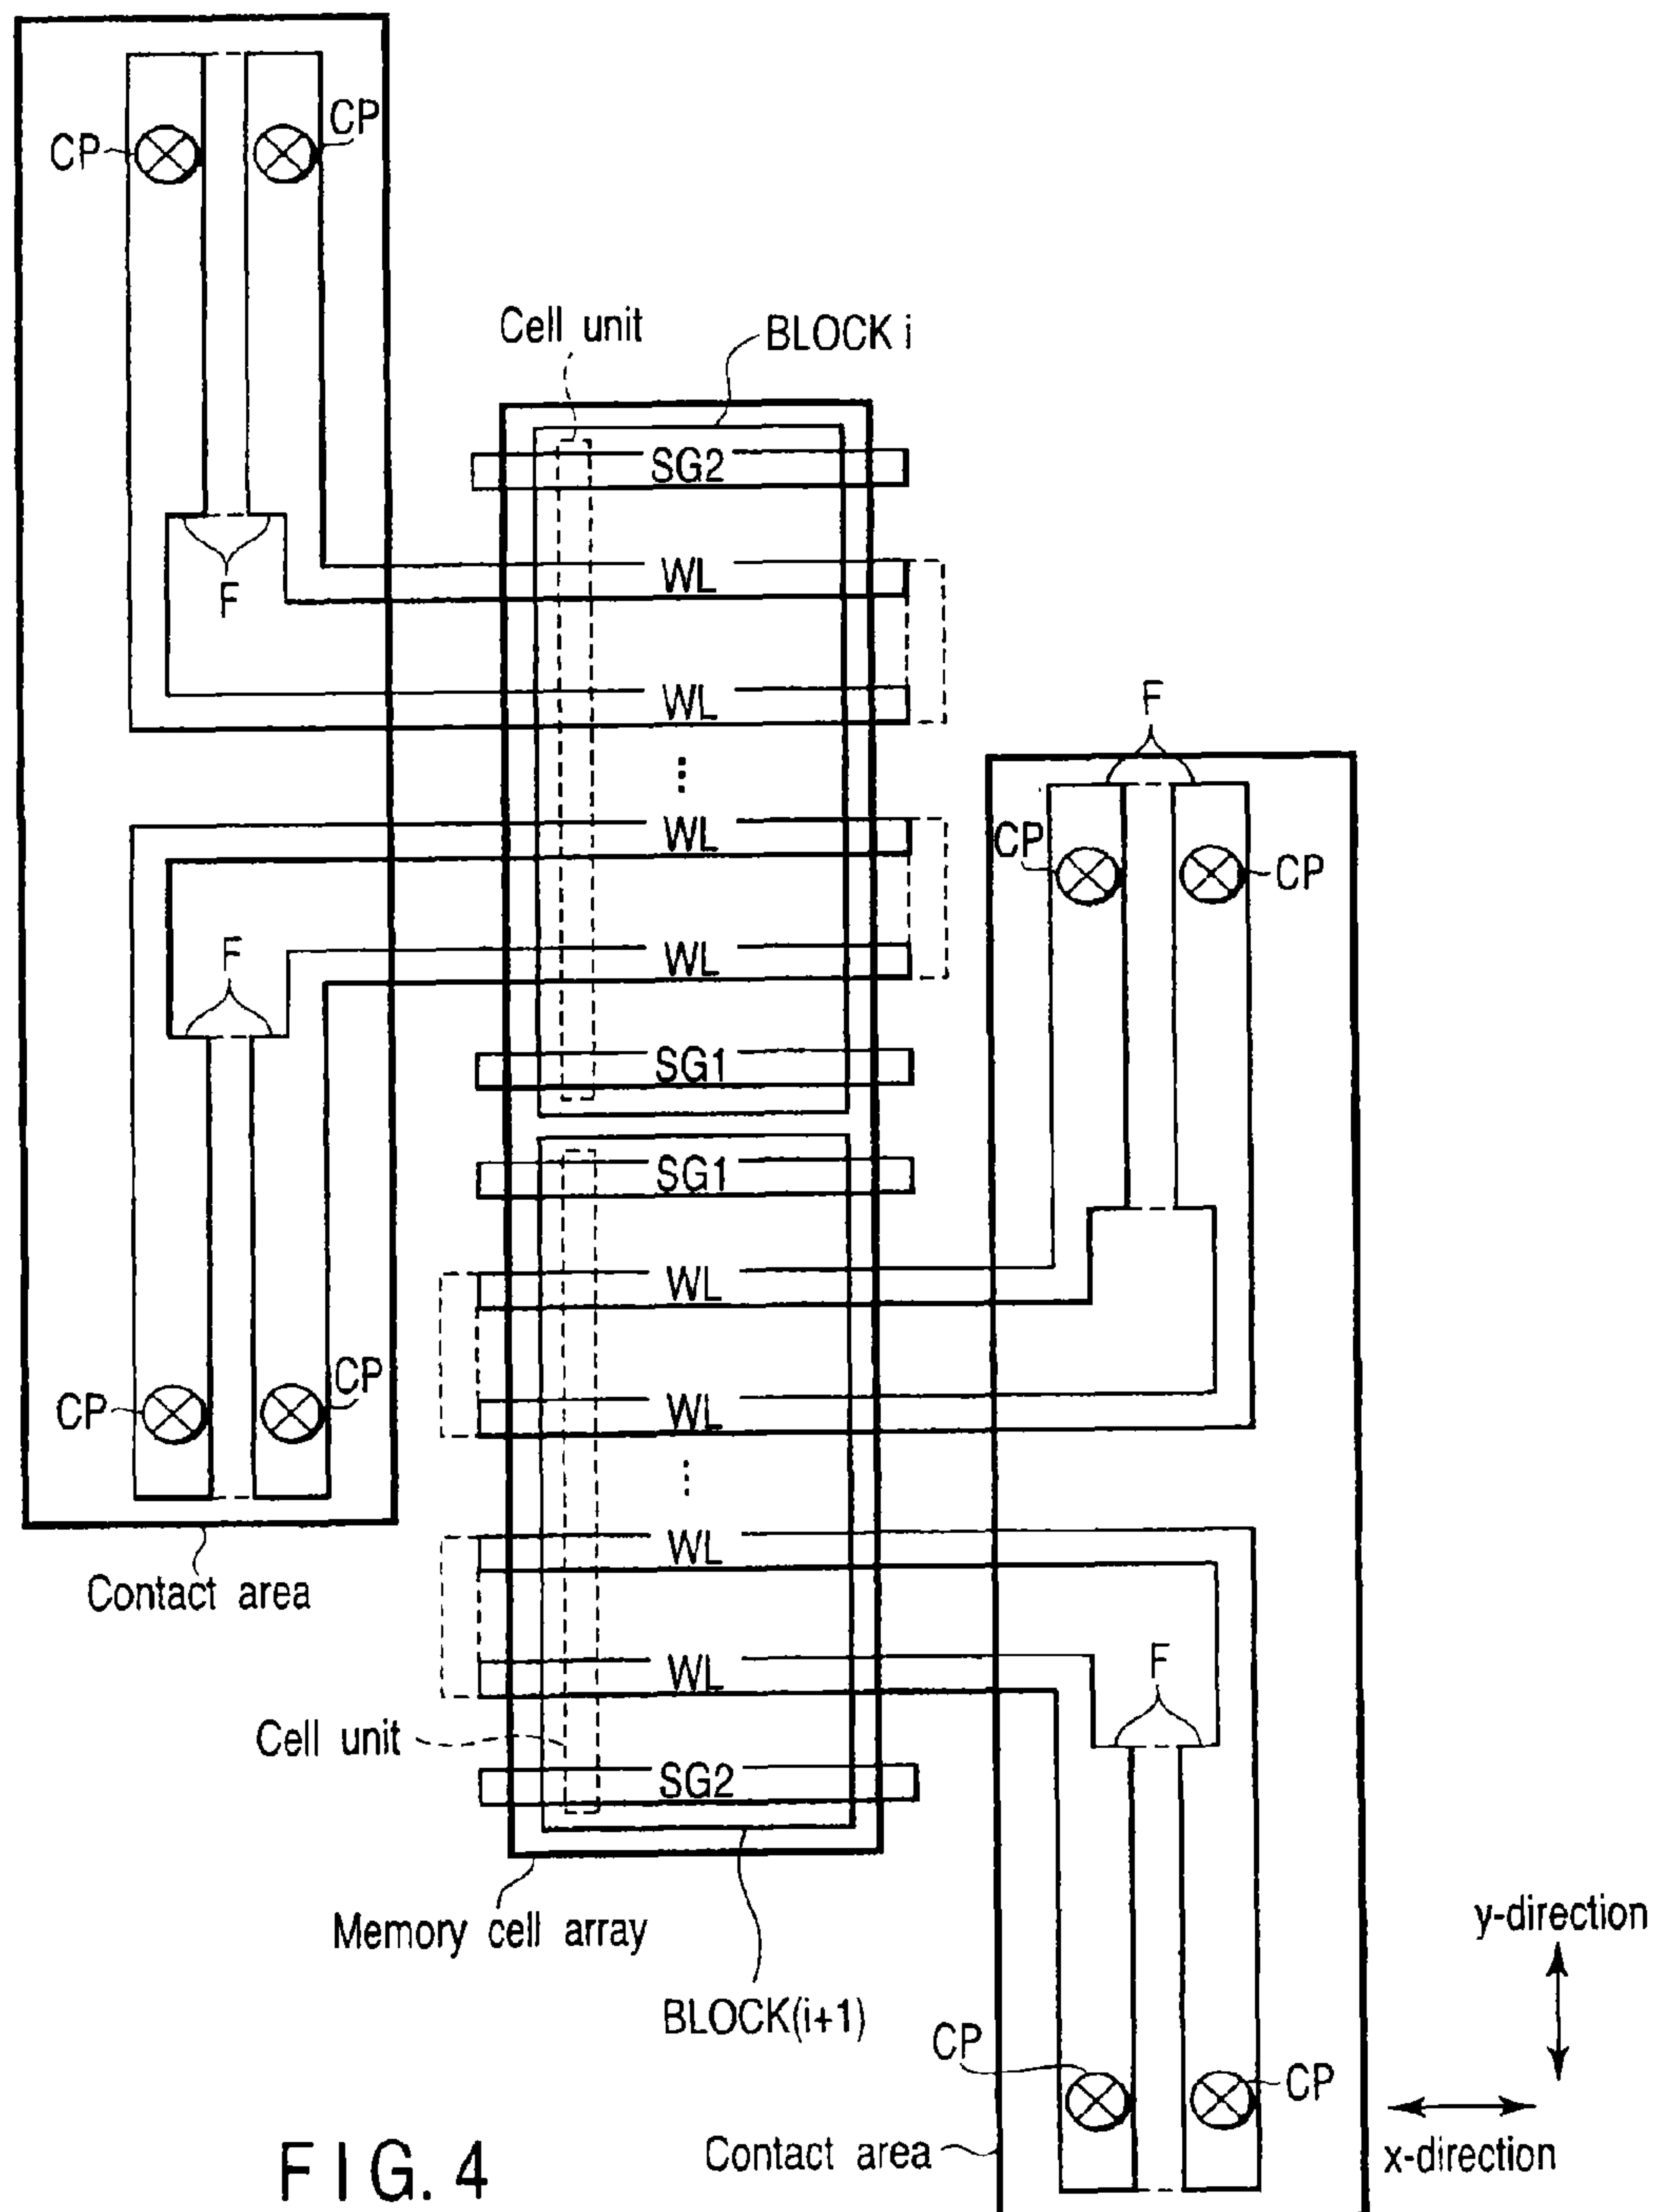 CP
CP
Cell unit
BLOCK i
SG2
F
WL
WL
F
⋮
WL
CP
CP
F
WL
SG1
SG1
WL
CP
CP
WL
⋮
WL
Contact area
F
WL
Cell unit
SG2
Memory cell array
y-direction
BLOCK(i+1)
CP
CP
Contact area
x-direction
FIG. 4